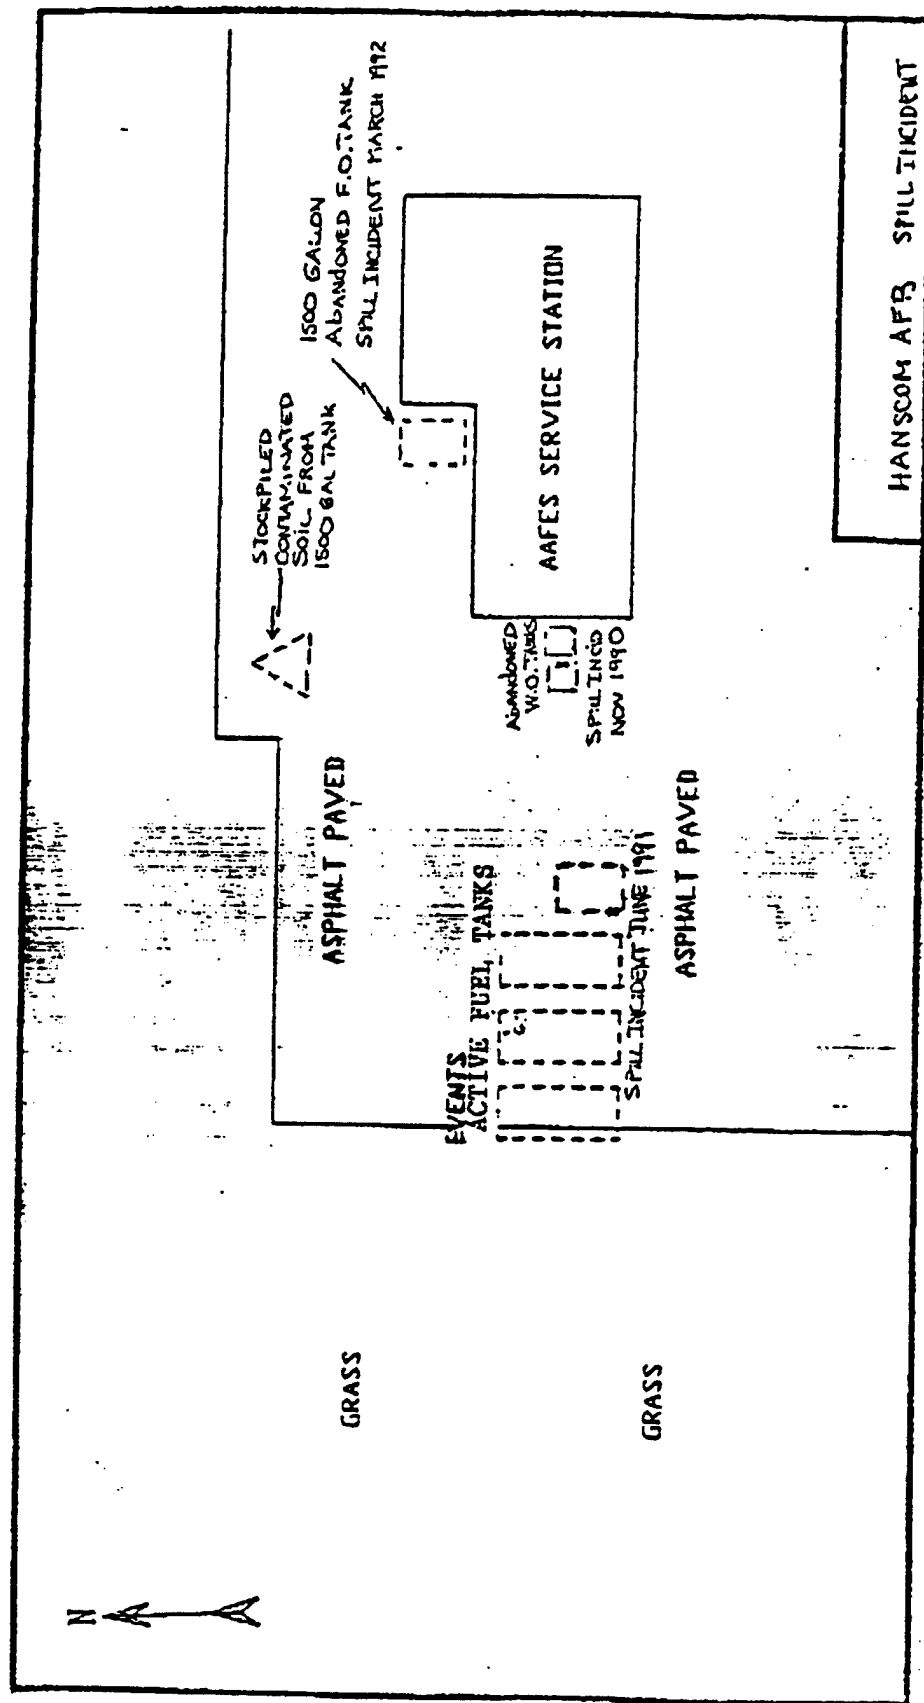 N
GRASS
GRASS
ASPHALT PAVED
EVENTS
ACTIVE FUEL TANKS
SPILL INCIDENT JUNE 1991
ASPHALT PAVED
STOCKPILED
CONTAMINATED
SOIL FROM
1500 GAL TANK
1500 GALLON
ABANDONED F.O. TANK
SPILL INCIDENT MARCH 1992
ABANDONED
W.O. TANKS
SPILL INCID
NOV 1990
AAFES SERVICE STATION
HANSCOM AFB SPILL INCIDENT